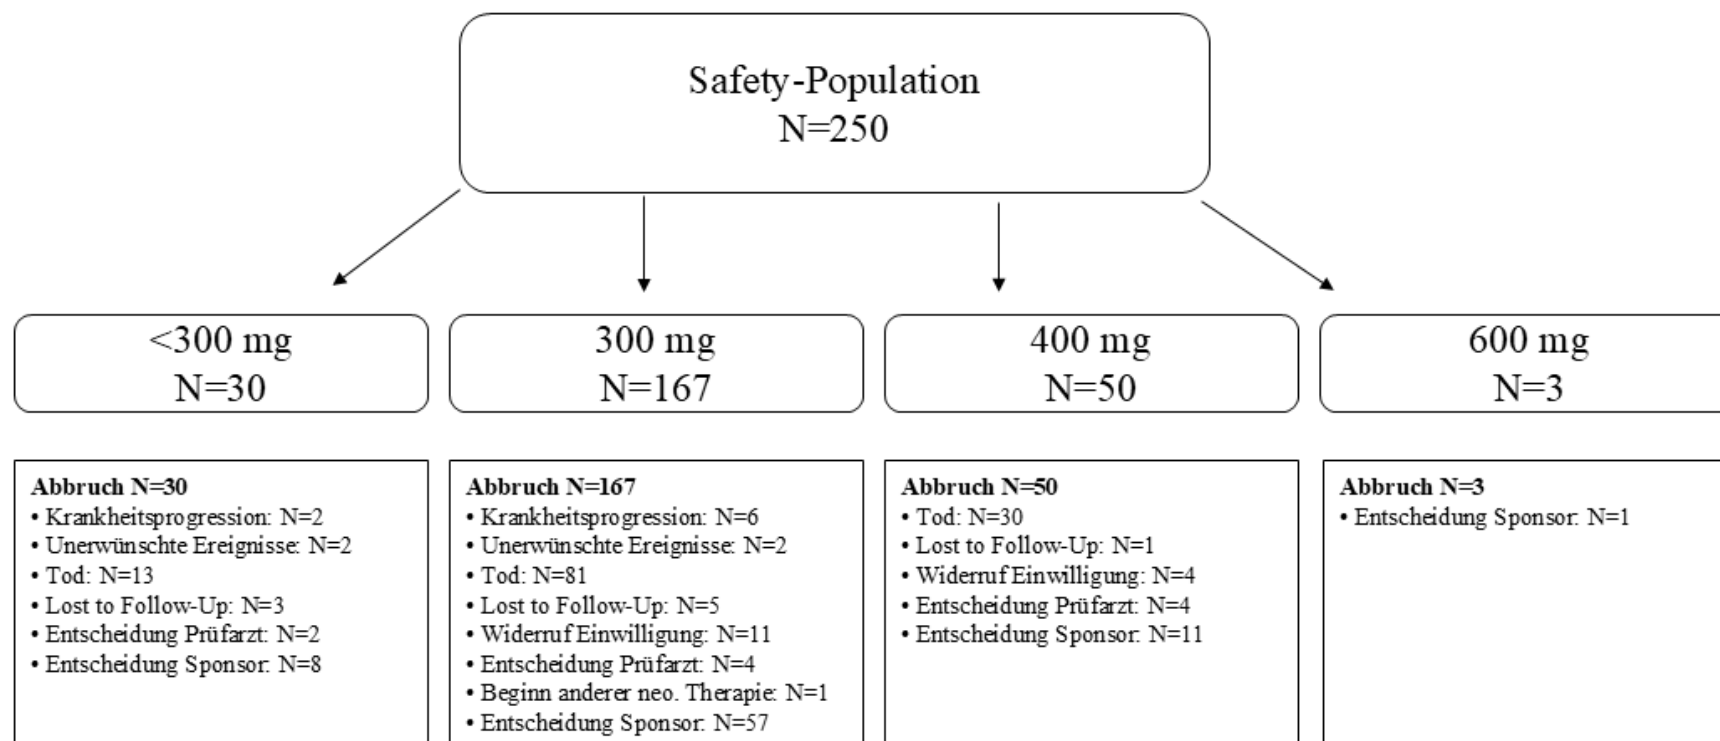 Safety-Population
N=250
<300 mg
N=30
300 mg
N=167
400 mg
N=50
600 mg
N=3
Abbruch N=30
• Krankheitsprogression: N=2
• Unerwünschte Ereignisse: N=2
• Tod: N=13
• Lost to Follow-Up: N=3
• Entscheidung Prüfarzt: N=2
• Entscheidung Sponsor: N=8
Abbruch N=167
• Krankheitsprogression: N=6
• Unerwünschte Ereignisse: N=2
• Tod: N=81
• Lost to Follow-Up: N=5
• Widerruf Einwilligung: N=11
• Entscheidung Prüfarzt: N=4
• Beginn anderer neo. Therapie: N=1
• Entscheidung Sponsor: N=57
Abbruch N=50
• Tod: N=30
• Lost to Follow-Up: N=1
• Widerruf Einwilligung: N=4
• Entscheidung Prüfarzt: N=4
• Entscheidung Sponsor: N=11
Abbruch N=3
• Entscheidung Sponsor: N=1